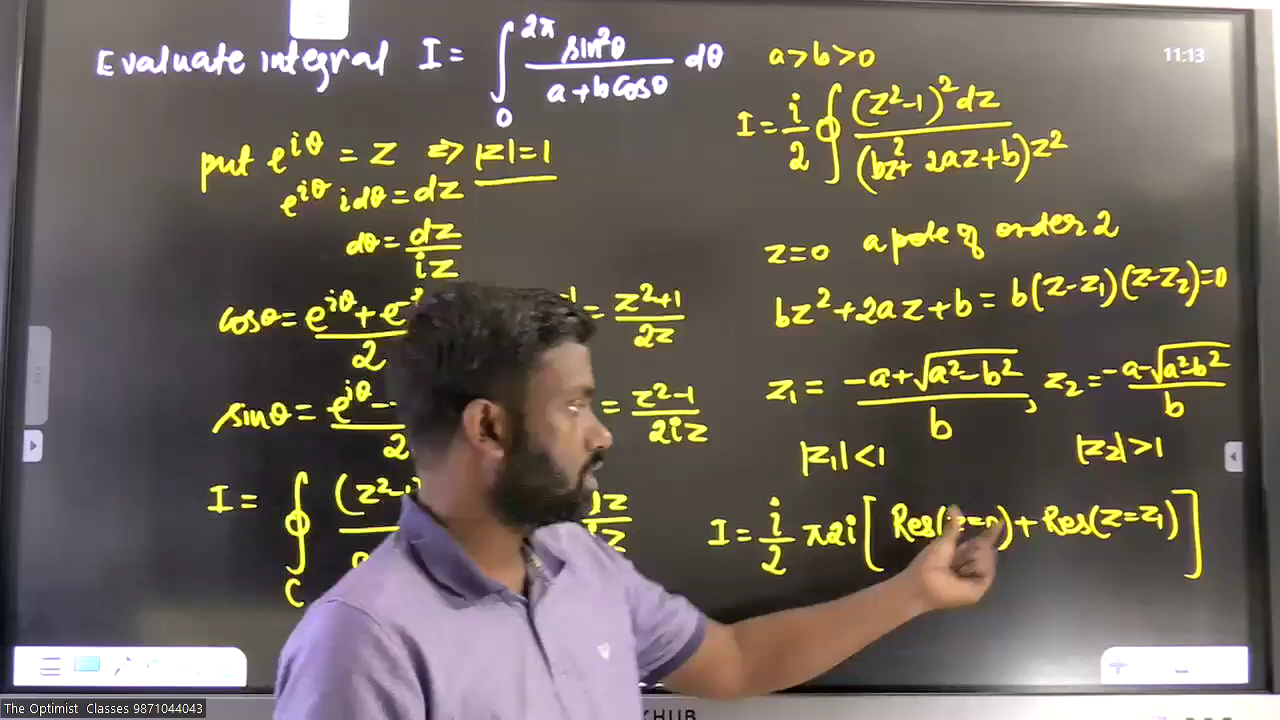 Evaluate integral I = ∫₀^2π sin²θ / (a+b cosθ) dθ
a>b>0
11:13
put e^iθ = z ⇒ |z|=1
e^iθ i dθ = dz
dθ = dz / iz
cosθ = e^iθ + e / 2
= z²+1 / 2z
sinθ = e^iθ - / 2
= z²-1 / 2iz
I = ∮_C (z²-1
dz
I = i/2 ∮ (z²-1)² dz / (bz²+ 2az+b) z²
z=0 a pole of order 2
bz²+2az+b = b(z-z₁)(z-z₂)=0
z₁ = -a+√a²-b² / b , z₂ = -a-√a²-b² / b
|z₁|<1 |z₂|>1
I = i/2 π2i [ Res( ) + Res(z=z₁) ]
The Optimist Classes 9871044043